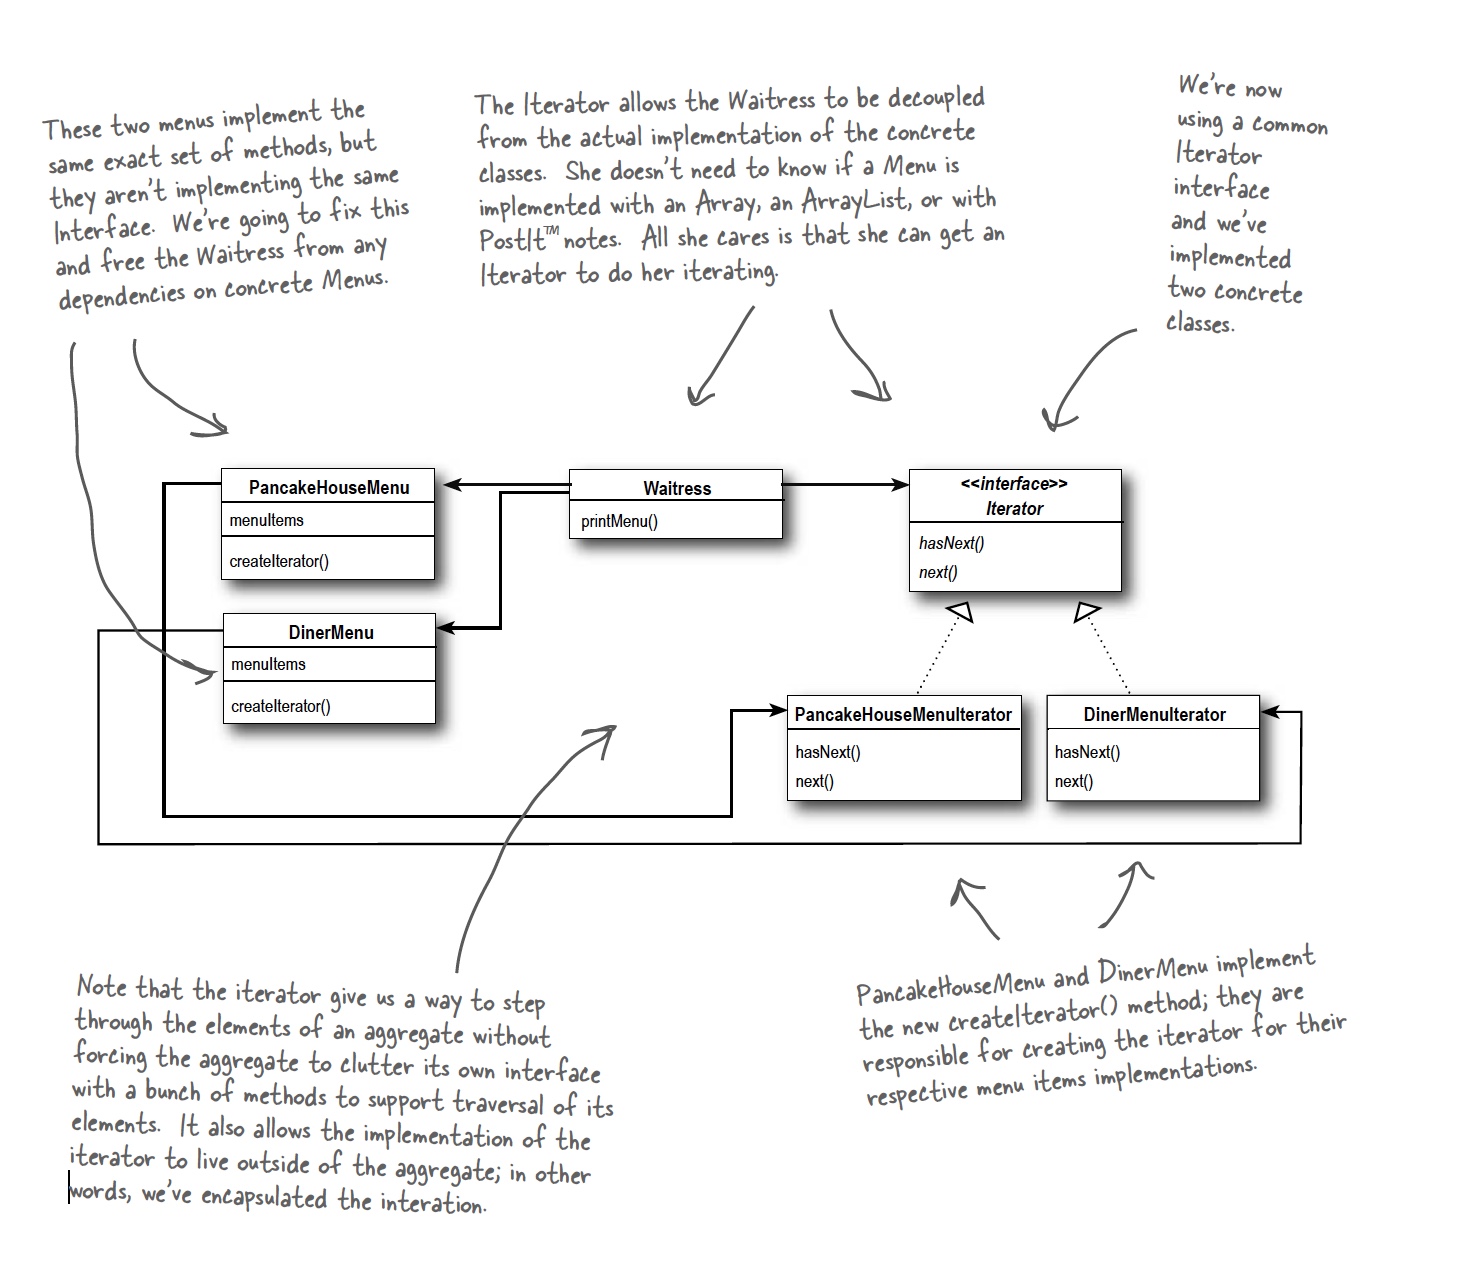 These two menus implement the
same exact set of methods, but
they aren't implementing the same
Interface. We're going to fix this
and free the Waitress from any
dependencies on concrete Menus.
The Iterator allows the Waitress to be decoupled
from the actual implementation of the concrete
classes. She doesn't need to know if a Menu is
implemented with an Array, an ArrayList, or with
PostIt™ notes. All she cares is that she can get an
Iterator to do her iterating.
We're now
using a common
Iterator
interface
and we've
implemented
two concrete
classes.
PancakeHouseMenu
menuItems
createIterator()
Waitress
printMenu()
<<interface>>
Iterator
hasNext()
next()
DinerMenu
menuItems
createIterator()
PancakeHouseMenuIterator
hasNext()
next()
DinerMenuIterator
hasNext()
next()
Note that the iterator give us a way to step
through the elements of an aggregate without
forcing the aggregate to clutter its own interface
with a bunch of methods to support traversal of its
elements. It also allows the implementation of the
iterator to live outside of the aggregate; in other
words, we've encapsulated the interation.
PancakeHouseMenu and DinerMenu implement
the new createIterator() method; they are
responsible for creating the iterator for their
respective menu items implementations.